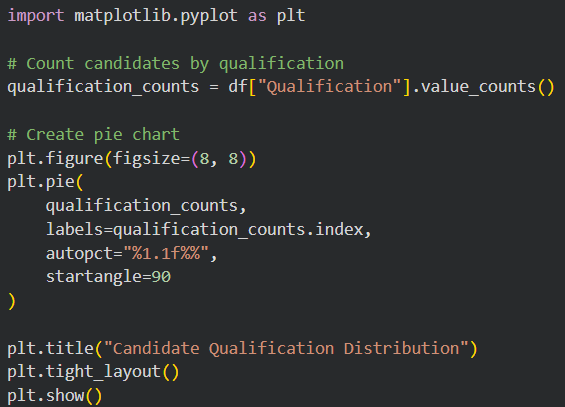 import matplotlib.pyplot as plt

# Count candidates by qualification
qualification_counts = df["Qualification"].value_counts()

# Create pie chart
plt.figure(figsize=(8, 8))
plt.pie(
    qualification_counts,
    labels=qualification_counts.index,
    autopct="%1.1f%%",
    startangle=90
)

plt.title("Candidate Qualification Distribution")
plt.tight_layout()
plt.show()